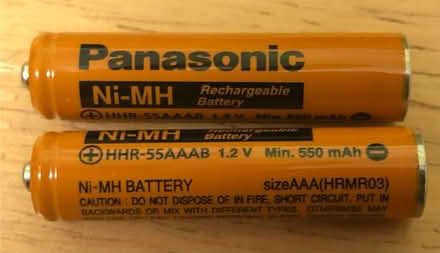 Panasonic
Ni-MH Rechargeable Battery
⊕ HHR-55AAAB 1.2 V Min. 550
Ni-MH
⊕ HHR-55AAAB 1.2 V Min. 550 mAh ⊖
Ni-MH BATTERY sizeAAA(HRMR03)
CAUTION : DO NOT DISPOSE OF IN FIRE, SHORT CIRCUIT, PUT IN
BACKWARDS OR MIX WITH DIFFERENT TYPES. OTHERWISE MAY